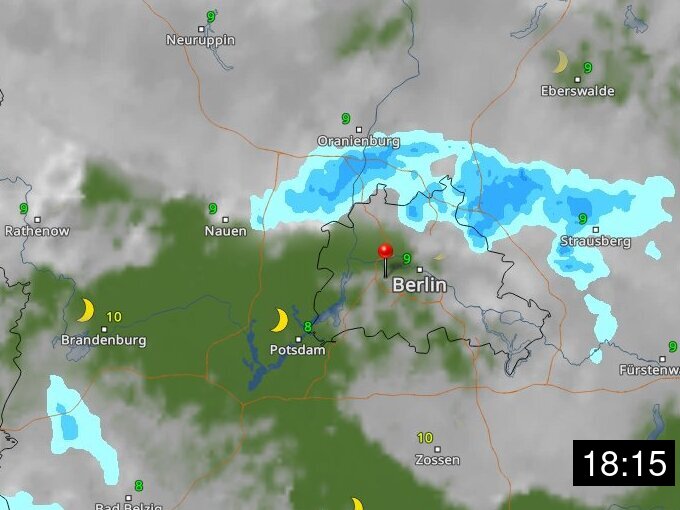 9
Neuruppin
9
Eberswalde
9
Oranienburg
9
Rathenow
9
Nauen
9
Strausberg
9
Berlin
10
Brandenburg
8
Potsdam
9
Fürstenwa
10
Zossen
8
Bad Belzig
18:15